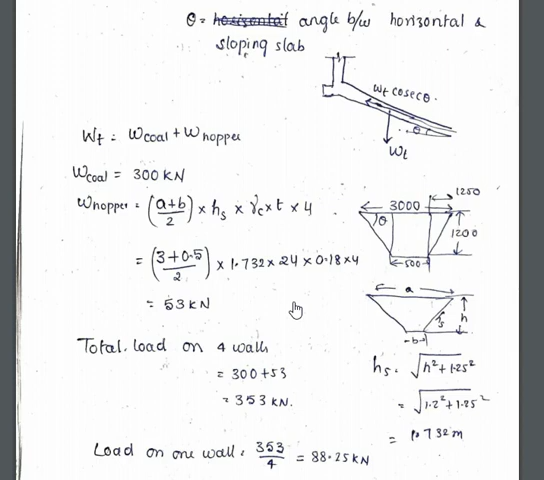 θ = angle b/w horizontal &
sloping slab
Wt cosecθ.
θ
Wt
Wt = Wcoal + Whopper
Wcoal = 300 KN
Whopper = (a+b/2) × hs × γc × t × 4
= (3+0.5/2) × 1.732 × 24 × 0.18 × 4
= 53 KN
1250
3000
θ
1200
500
a
h
hs
b
Total load on 4 walls
= 300 + 53
= 353 KN.
hs = √h²+1.25²
= √1.2²+1.25²
= 1.732 m
Load on one wall = 353/4 = 88.25 KN